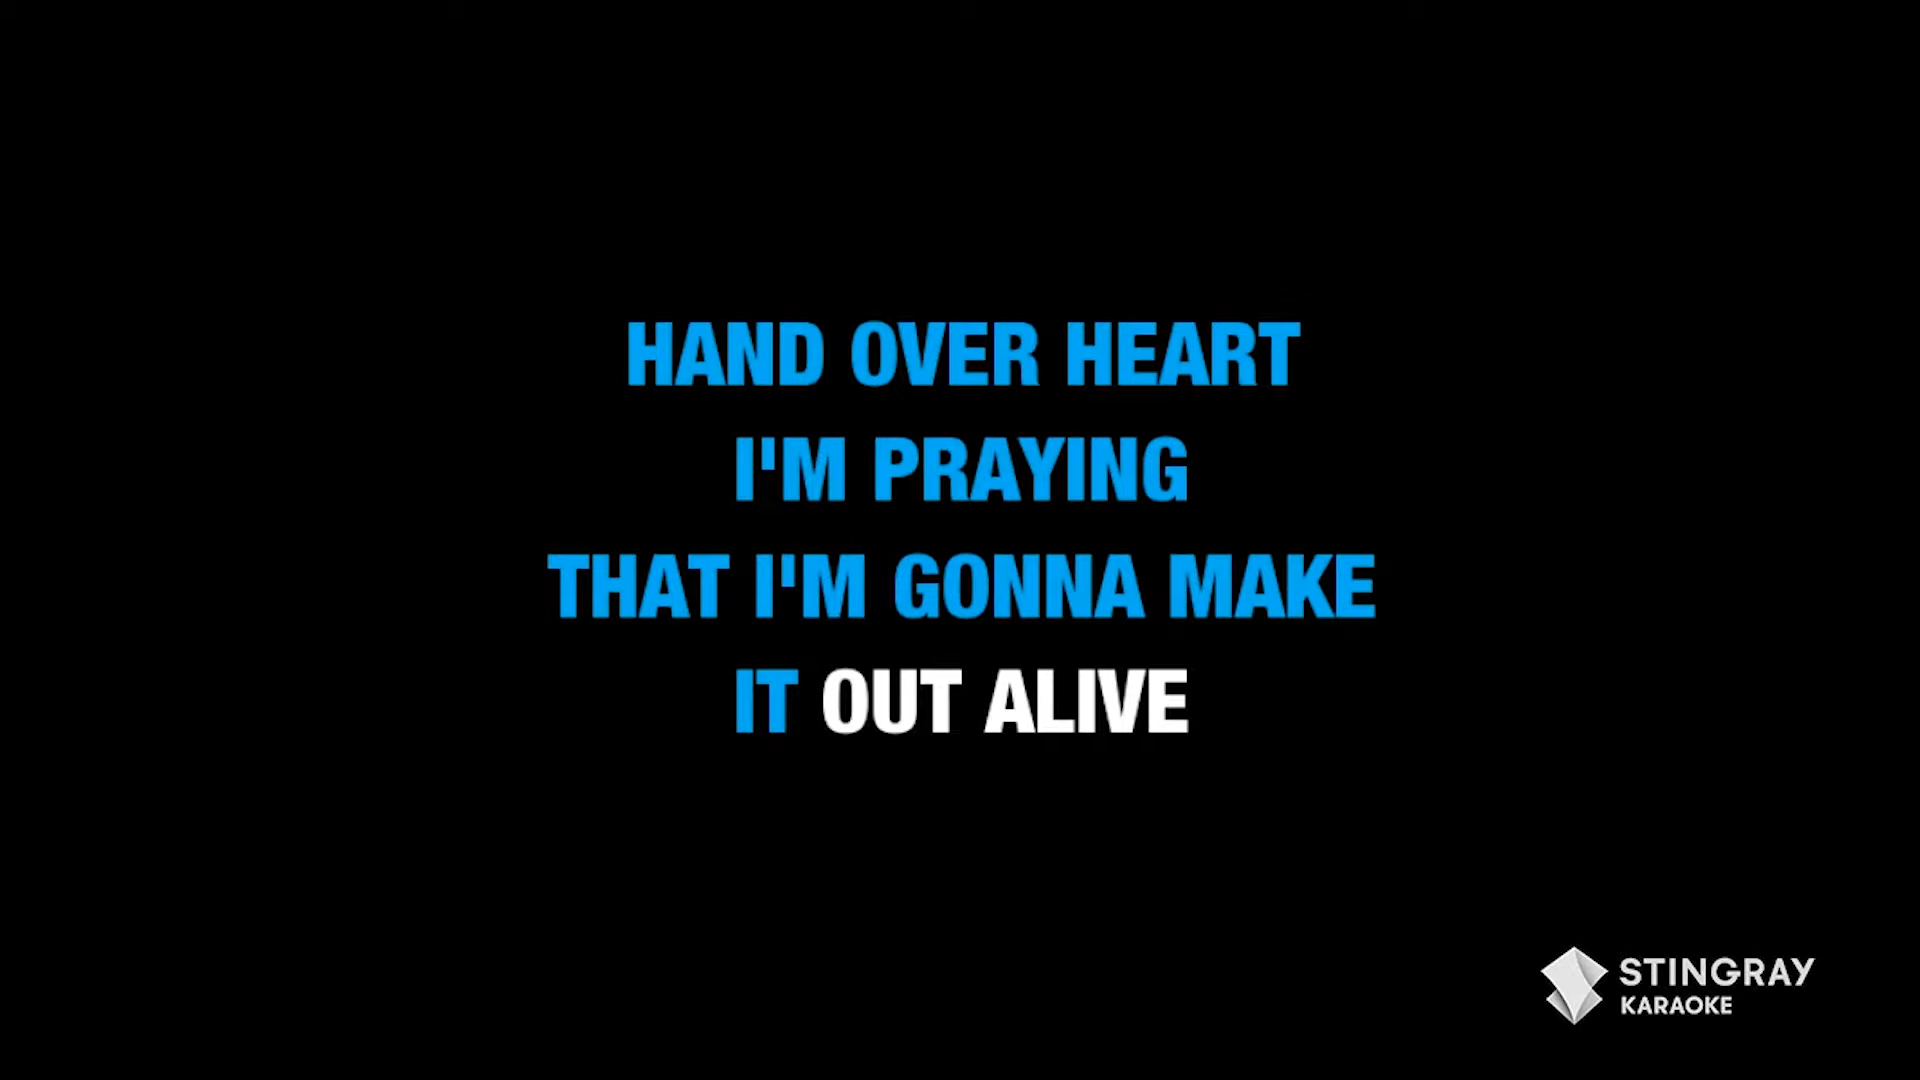 HAND OVER HEART
I'M PRAYING
THAT I'M GONNA MAKE
IT OUT ALIVE
STINGRAY
KARAOKE